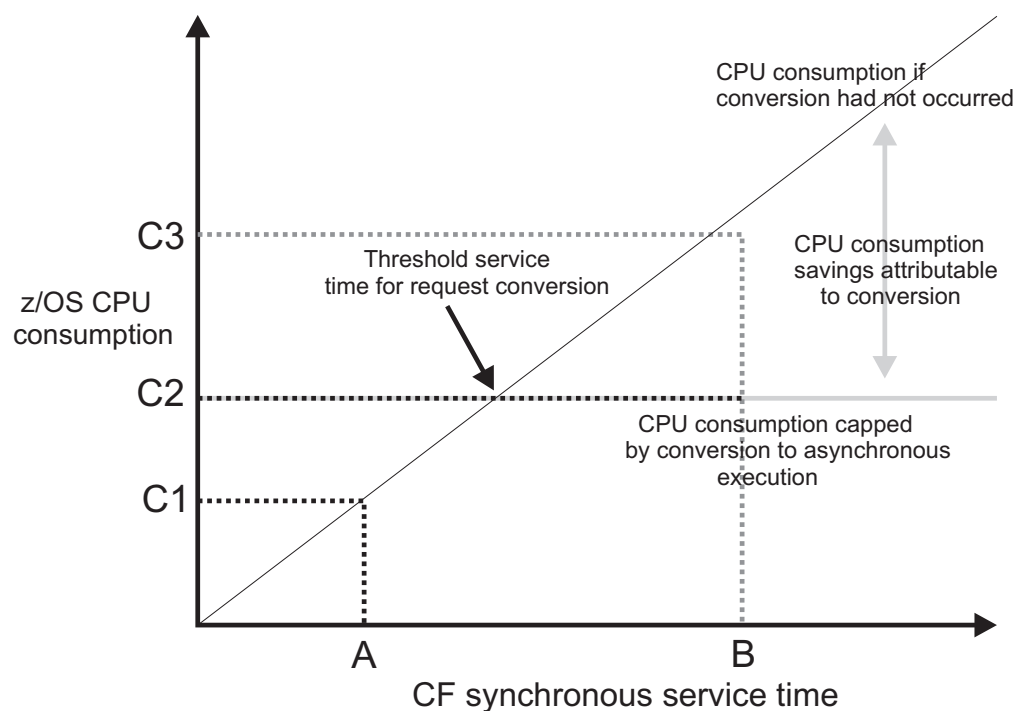 CPU consumption if
conversion had not occurred
C3
Threshold service
time for request conversion
CPU consumption
savings attributable
to conversion
z/OS CPU
consumption
C2
CPU consumption capped
by conversion to asynchronous
execution
C1
A
B
CF synchronous service time